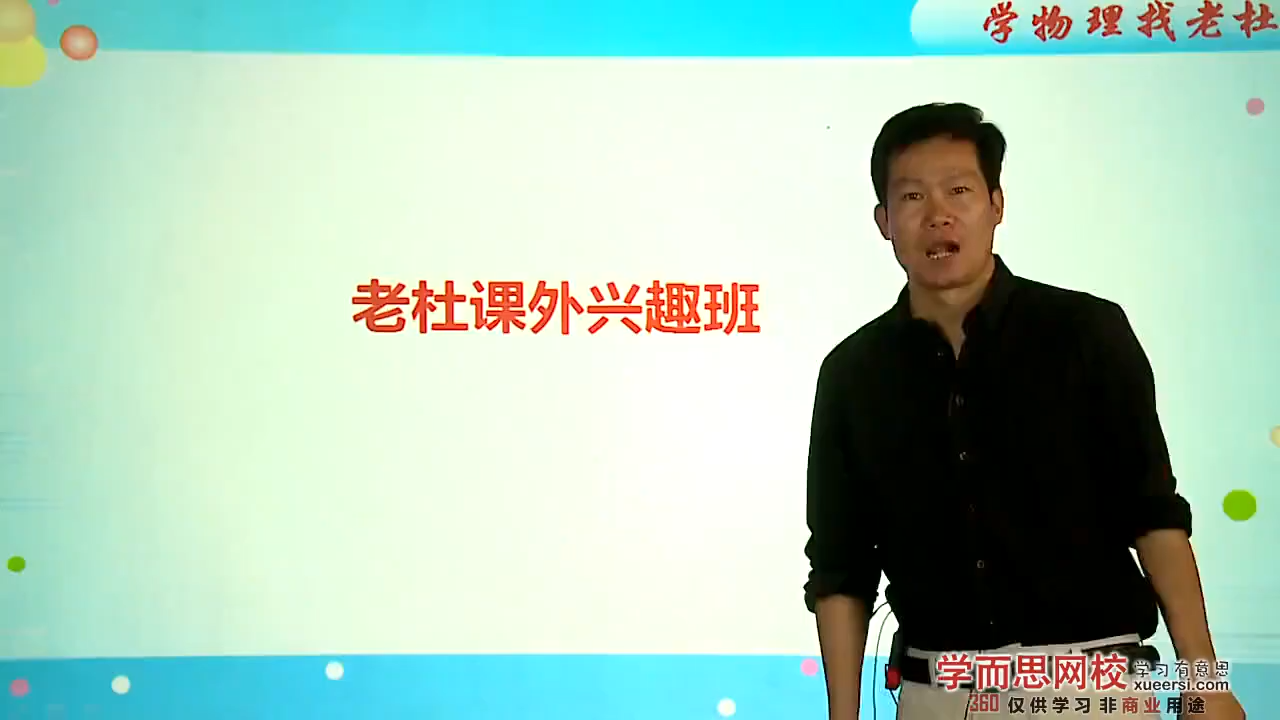 学物理找老杜
老杜课外兴趣班
学而思网校 学习有意思
xueersi.com
360 仅供学习 非商业用途